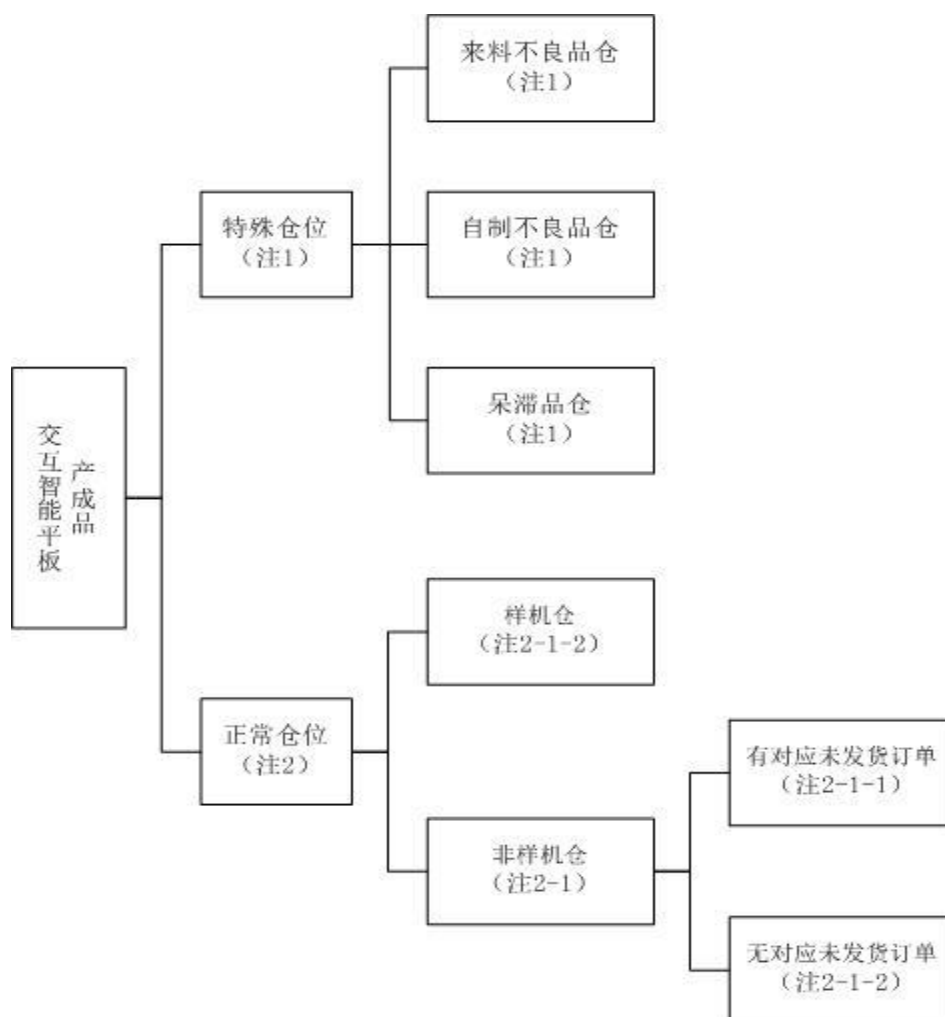 来料不良品仓
（注1）
特殊仓位
（注1）
自制不良品仓
（注1）
呆滞品仓
（注1）
交互智能平板
产成品
样机仓
（注2-1-2）
正常仓位
（注2）
有对应未发货订单
（注2-1-1）
非样机仓
（注2-1）
无对应未发货订单
（注2-1-2）